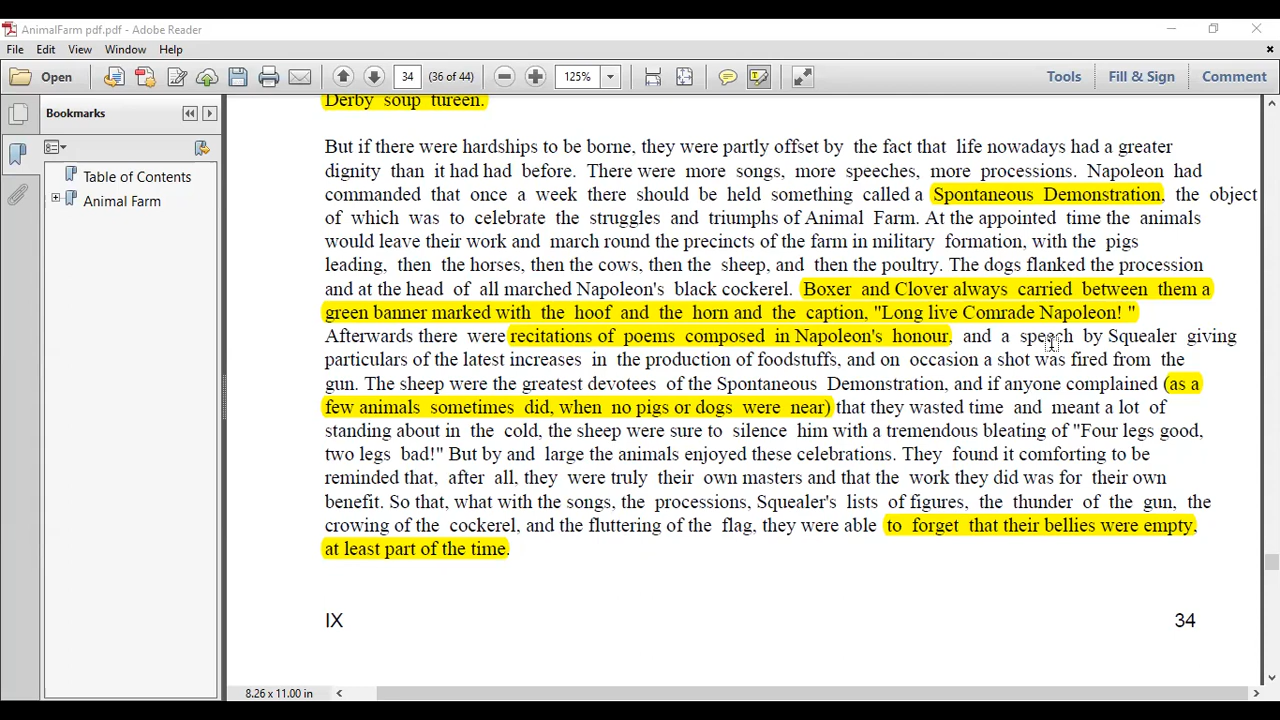 AnimalFarm pdf.pdf - Adobe Reader
File Edit View Window Help
Open 34 (36 of 44) 125% Tools Fill & Sign Comment
Bookmarks
Table of Contents
Animal Farm
Derby soup tureen.
But if there were hardships to be borne, they were partly offset by the fact that life nowadays had a greater
dignity than it had had before. There were more songs, more speeches, more processions. Napoleon had
commanded that once a week there should be held something called a Spontaneous Demonstration, the object
of which was to celebrate the struggles and triumphs of Animal Farm. At the appointed time the animals
would leave their work and march round the precincts of the farm in military formation, with the pigs
leading, then the horses, then the cows, then the sheep, and then the poultry. The dogs flanked the procession
and at the head of all marched Napoleon's black cockerel. Boxer and Clover always carried between them a
green banner marked with the hoof and the horn and the caption, "Long live Comrade Napoleon! "
Afterwards there were recitations of poems composed in Napoleon's honour, and a speech by Squealer giving
particulars of the latest increases in the production of foodstuffs, and on occasion a shot was fired from the
gun. The sheep were the greatest devotees of the Spontaneous Demonstration, and if anyone complained (as a
few animals sometimes did, when no pigs or dogs were near) that they wasted time and meant a lot of
standing about in the cold, the sheep were sure to silence him with a tremendous bleating of "Four legs good,
two legs bad!" But by and large the animals enjoyed these celebrations. They found it comforting to be
reminded that, after all, they were truly their own masters and that the work they did was for their own
benefit. So that, what with the songs, the processions, Squealer's lists of figures, the thunder of the gun, the
crowing of the cockerel, and the fluttering of the flag, they were able to forget that their bellies were empty,
at least part of the time.
IX 34
8.26 x 11.00 in